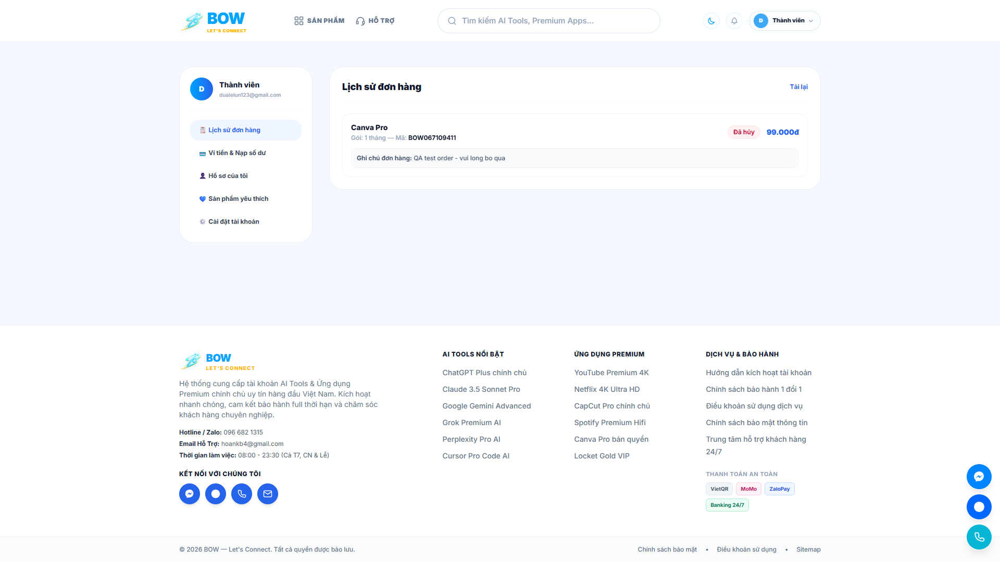 BOW
LET'S CONNECT
SẢN PHẨM
HỖ TRỢ
Tìm kiếm AI Tools, Premium Apps...
D
Thành viên
D
Thành viên
dualelun123@gmail.com
Lịch sử đơn hàng
Ví tiền & Nạp số dư
Hồ sơ của tôi
Sản phẩm yêu thích
Cài đặt tài khoản
Lịch sử đơn hàng
Tải lại
Canva Pro
Gói: 1 tháng — Mã: BOW067109411
Đã hủy
99.000đ
Ghi chú đơn hàng: QA test order - vui long bo qua
BOW
LET'S CONNECT
Hệ thống cung cấp tài khoản AI Tools & Ứng dụng
Premium chính chủ uy tín hàng đầu Việt Nam. Kích hoạt
nhanh chóng, cam kết bảo hành full thời hạn và chăm sóc
khách hàng chuyên nghiệp.
Hotline / Zalo: 096 682 1315
Email Hỗ Trợ: hoankb4@gmail.com
Thời gian làm việc: 08:00 - 23:30 (Cả T7, CN & Lễ)
KẾT NỐI VỚI CHÚNG TÔI
AI TOOLS NỔI BẬT
ChatGPT Plus chính chủ
Claude 3.5 Sonnet Pro
Google Gemini Advanced
Grok Premium AI
Perplexity Pro AI
Cursor Pro Code AI
ỨNG DỤNG PREMIUM
YouTube Premium 4K
Netflix 4K Ultra HD
CapCut Pro chính chủ
Spotify Premium Hifi
Canva Pro bản quyền
Locket Gold VIP
DỊCH VỤ & BẢO HÀNH
Hướng dẫn kích hoạt tài khoản
Chính sách bảo hành 1 đổi 1
Điều khoản sử dụng dịch vụ
Chính sách bảo mật thông tin
Trung tâm hỗ trợ khách hàng
24/7
THANH TOÁN AN TOÀN
VietQR
MoMo
ZaloPay
Banking 24/7
© 2026 BOW — Let's Connect. Tất cả quyền được bảo lưu.
Chính sách bảo mật • Điều khoản sử dụng • Sitemap